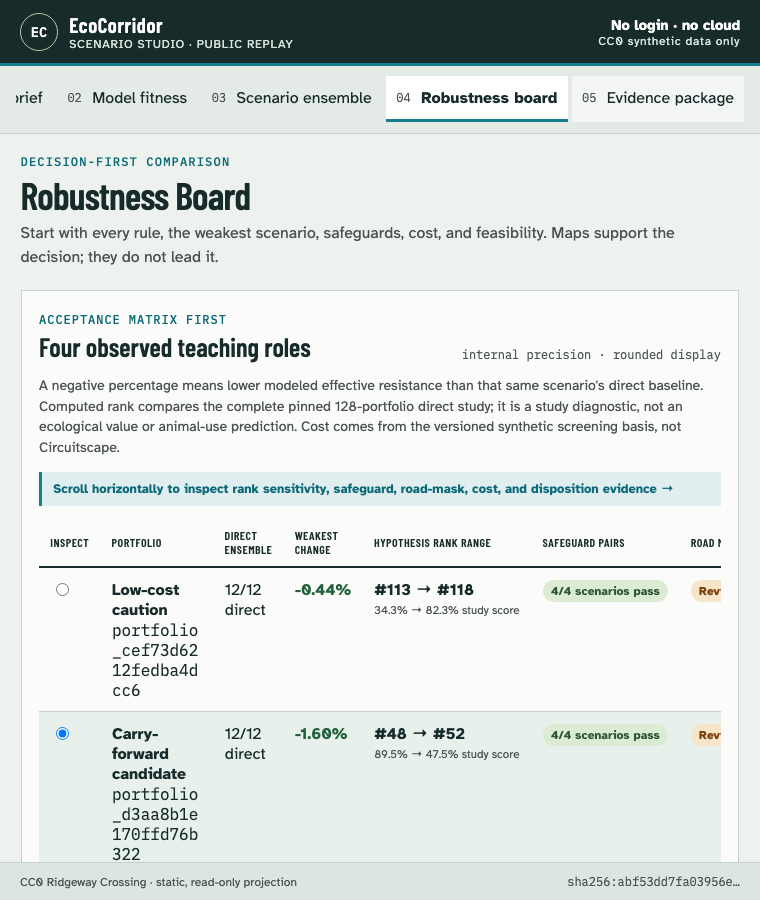 EC
EcoCorridor
SCENARIO STUDIO · PUBLIC REPLAY
No login · no cloud
CC0 synthetic data only
rief
02 Model fitness
03 Scenario ensemble
04 Robustness board
05 Evidence package
DECISION-FIRST COMPARISON
Robustness Board
Start with every rule, the weakest scenario, safeguards, cost, and feasibility. Maps support the
decision; they do not lead it.
ACCEPTANCE MATRIX FIRST
Four observed teaching roles
internal precision · rounded display
A negative percentage means lower modeled effective resistance than that same scenario's direct baseline.
Computed rank compares the complete pinned 128-portfolio direct study; it is a study diagnostic, not an
ecological value or animal-use prediction. Cost comes from the versioned synthetic screening basis, not
Circuitscape.
Scroll horizontally to inspect rank sensitivity, safeguard, road-mask, cost, and disposition evidence →
INSPECT
PORTFOLIO
DIRECT
ENSEMBLE
WEAKEST
CHANGE
HYPOTHESIS RANK RANGE
SAFEGUARD PAIRS
ROAD
Low-cost
caution
portfolio
_cef73d62
12fedba4d
cc6
12/12
direct
-0.44%
#113 → #118
34.3% → 82.3% study score
4/4 scenarios pass
Rev
Carry-
forward
candidate
portfolio
_d3aa8b1e
170ffd76b
322
12/12
direct
-1.60%
#48 → #52
89.5% → 47.5% study score
4/4 scenarios pass
Rev
CC0 Ridgeway Crossing · static, read-only projection
sha256:abf53dd7fa03956e…